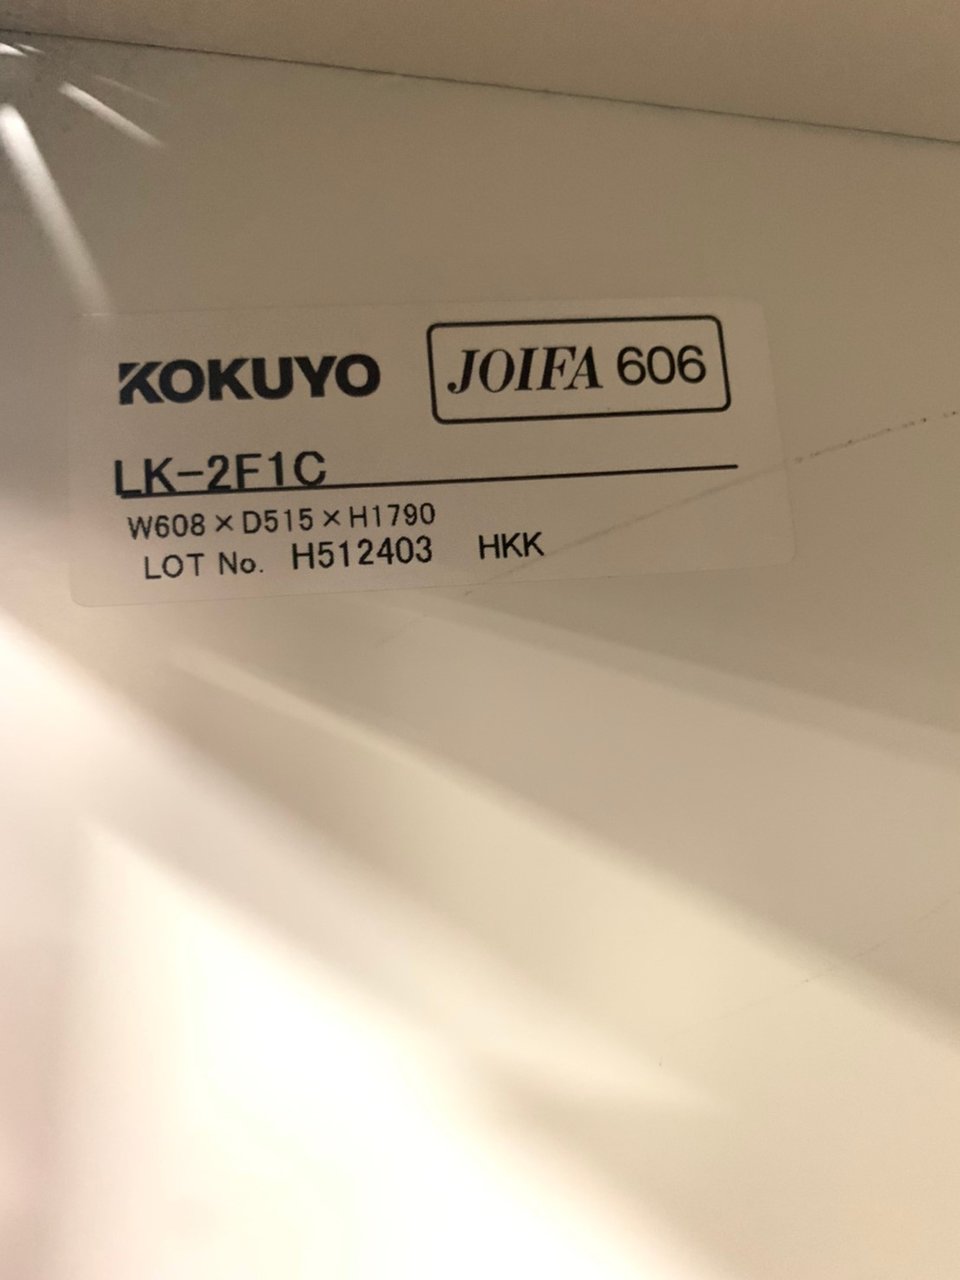 KOKUYO JOIFA 606
LK-2F1C
W608×D515×H1790
LOT No. H512403 HKK